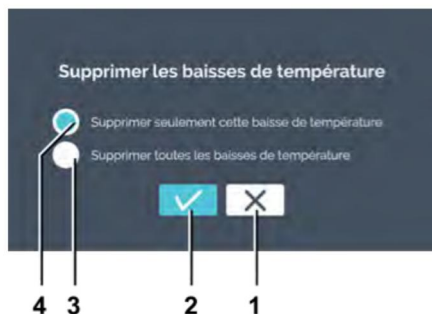 Supprimer les baisses de température
Supprimer seulement cette baisse de température
Supprimer toutes les baisses de température
4 3 2 1